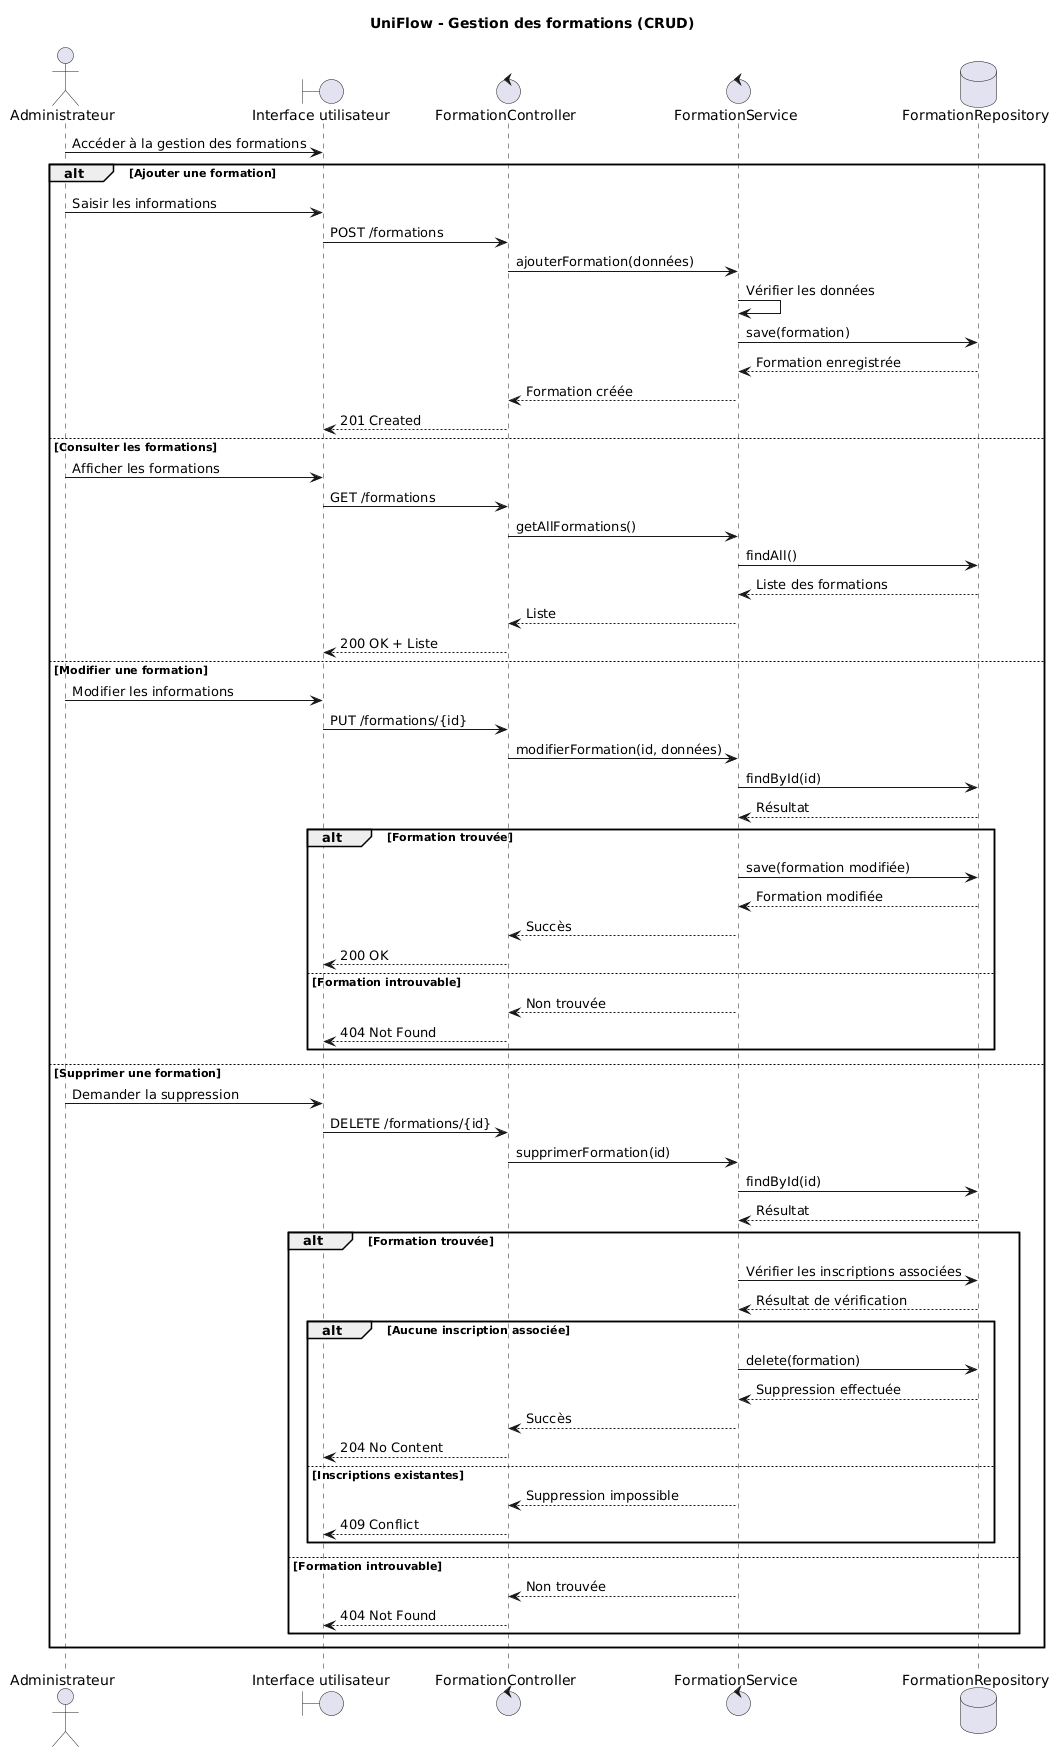 UniFlow - Gestion des formations (CRUD)
Administrateur
Interface utilisateur
FormationController
FormationService
FormationRepository
Accéder à la gestion des formations
alt
[Ajouter une formation]
Saisir les informations
POST /formations
ajouterFormation(données)
Vérifier les données
save(formation)
Formation enregistrée
Formation créée
201 Created
[Consulter les formations]
Afficher les formations
GET /formations
getAllFormations()
findAll()
Liste des formations
Liste
200 OK + Liste
[Modifier une formation]
Modifier les informations
PUT /formations/{id}
modifierFormation(id, données)
findById(id)
Résultat
alt
[Formation trouvée]
save(formation modifiée)
Formation modifiée
Succès
200 OK
[Formation introuvable]
Non trouvée
404 Not Found
[Supprimer une formation]
Demander la suppression
DELETE /formations/{id}
supprimerFormation(id)
findById(id)
Résultat
alt
[Formation trouvée]
Vérifier les inscriptions associées
Résultat de vérification
alt
[Aucune inscription associée]
delete(formation)
Suppression effectuée
Succès
204 No Content
[Inscriptions existantes]
Suppression impossible
409 Conflict
[Formation introuvable]
Non trouvée
404 Not Found
Administrateur
Interface utilisateur
FormationController
FormationService
FormationRepository